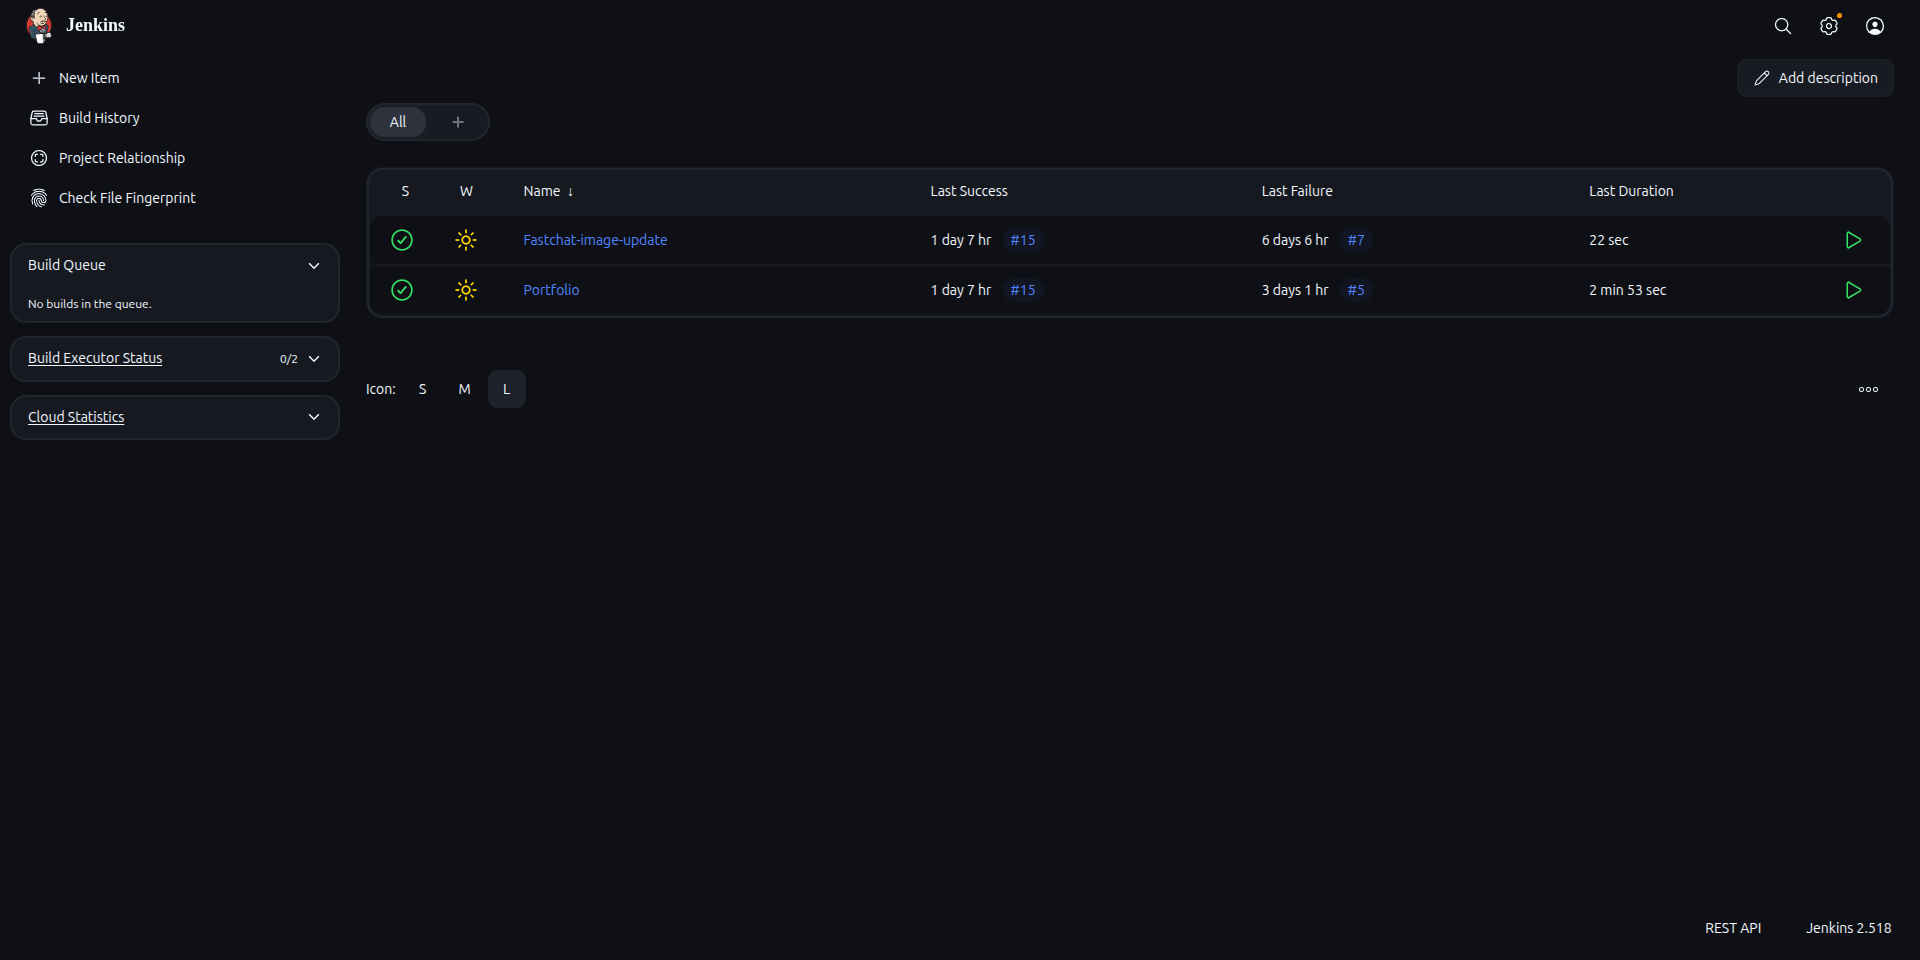 Jenkins
New Item
Build History
Project Relationship
Check File Fingerprint
Build Queue
No builds in the queue.
Build Executor Status 0/2
Cloud Statistics
Add description
All +
S W Name ↓ Last Success Last Failure Last Duration
Fastchat-image-update 1 day 7 hr #15 6 days 6 hr #7 22 sec
Portfolio 1 day 7 hr #15 3 days 1 hr #5 2 min 53 sec
Icon: S M L
REST API Jenkins 2.518